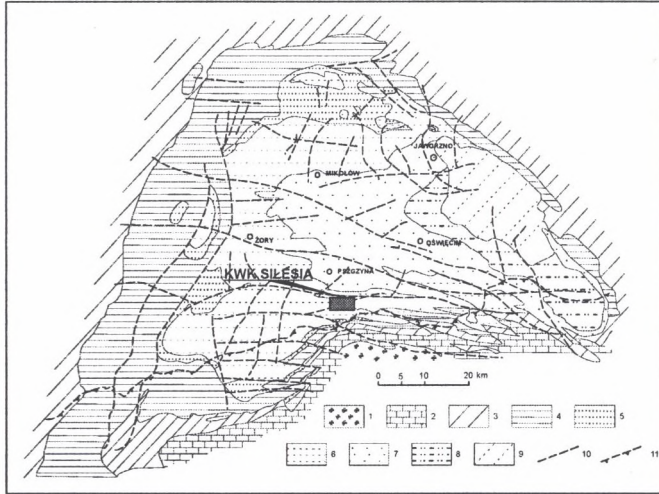 JAWORZNO
MIKOŁÓW
ŻORY
OŚWIĘCIM
PSZCZYNA
KWK SILESIA
0 5 10 20 km
1 2 3 4 5
6 7 8 9 10 11